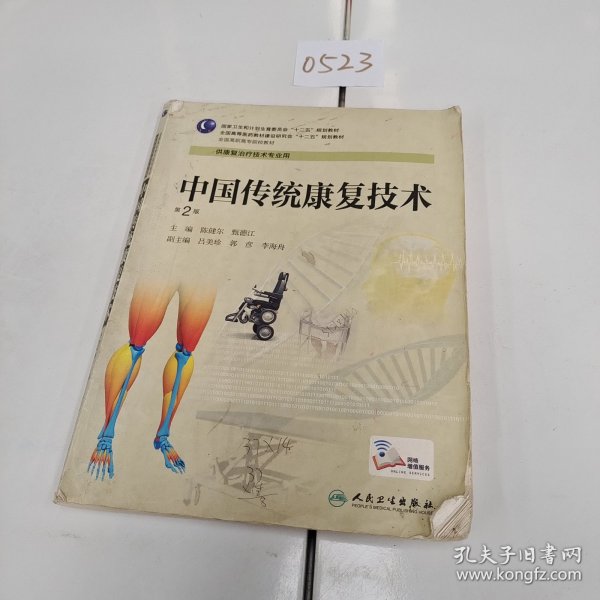 0523
国家卫生和计划生育委员会“十二五”规划教材
全国高等医药教材建设研究会“十二五”规划教材
全国高职高专院校教材
供康复治疗技术专业用
中国传统康复技术
第2版
主 编 陈健尔 甄德江
副主编 吕美珍 郭 彦 李海舟
37×14
网络
增值服务
ONLINE SERVICES
人民卫生出版社
PEOPLE'S MEDICAL PUBLISHING HOUSE
孔夫子旧书网
www.kongfz.com